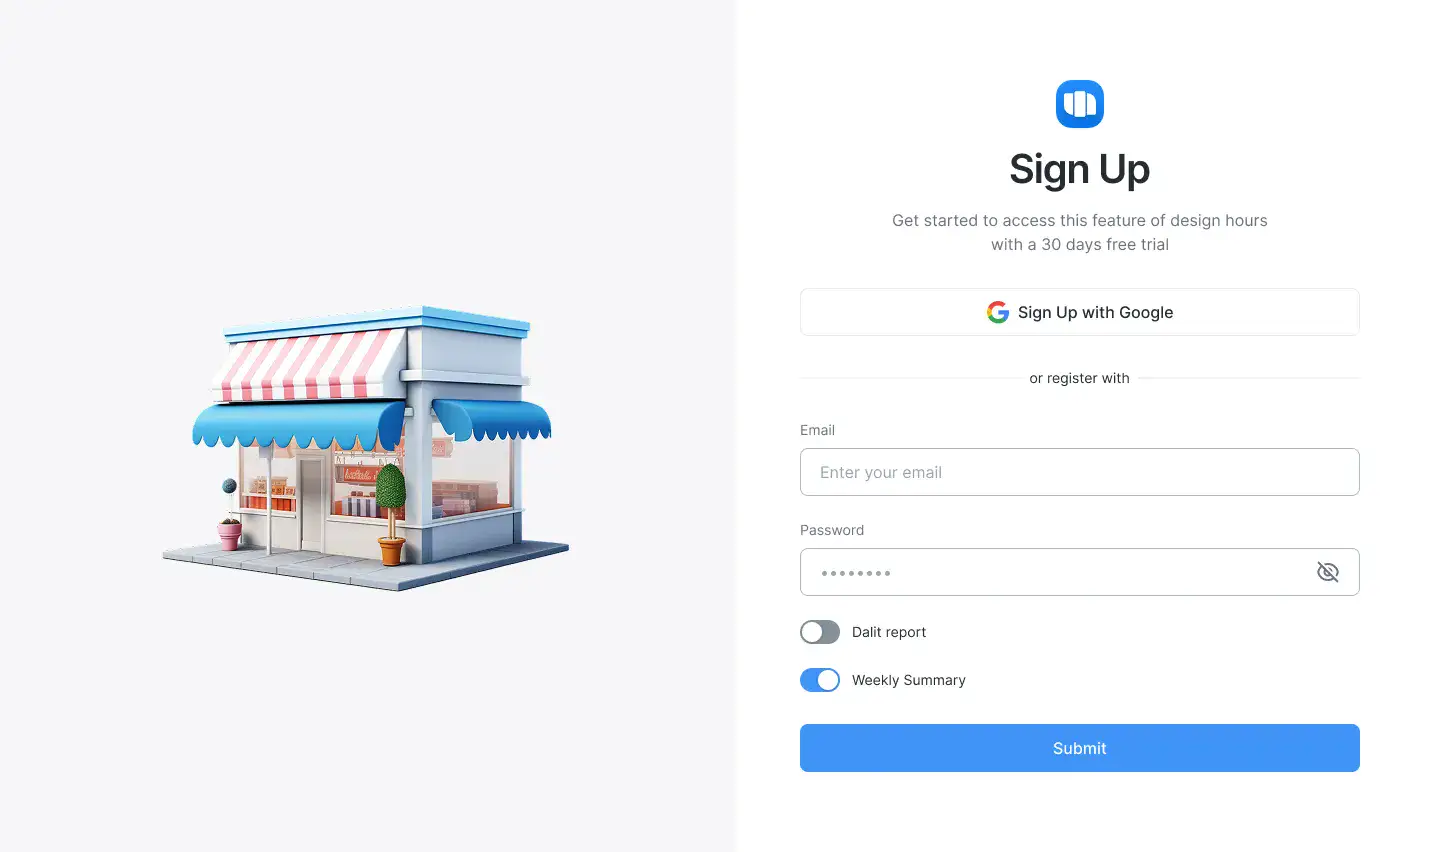 Sign Up
Get started to access this feature of design hours
with a 30 days free trial
Sign Up with Google
or register with
Email
Enter your email
Password
Dalit report
Weekly Summary
Submit